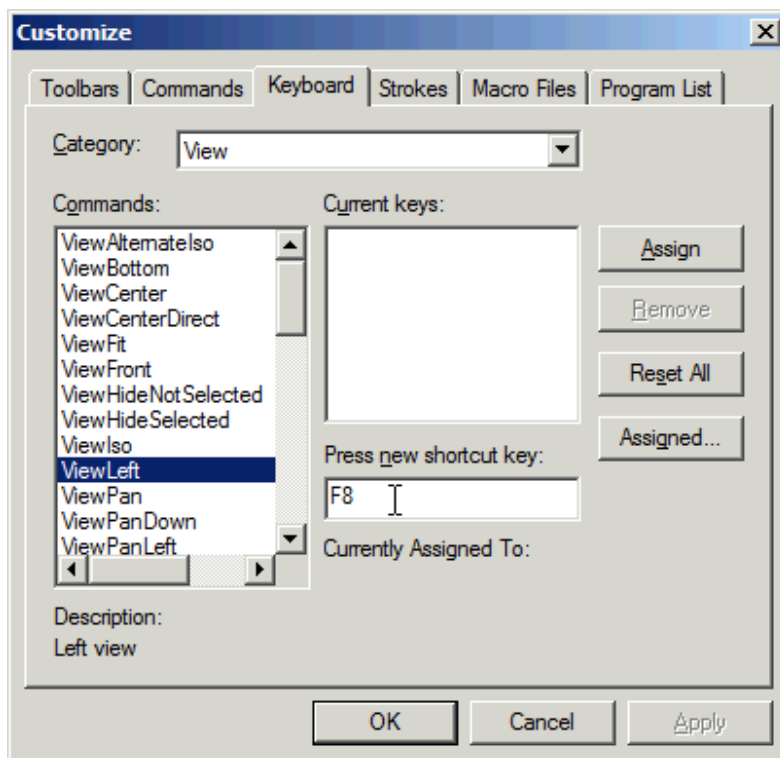 Customize
Toolbars Commands Keyboard Strokes Macro Files Program List
Category: View
Commands: Current keys:
ViewAlternateIso
ViewBottom
ViewCenter
ViewCenterDirect
ViewFit
ViewFront
ViewHideNotSelected
ViewHideSelected
ViewIso
ViewLeft
ViewPan
ViewPanDown
ViewPanLeft
Assign
Remove
Reset All
Assigned...
Press new shortcut key:
F8
Currently Assigned To:
Description:
Left view
OK Cancel Apply